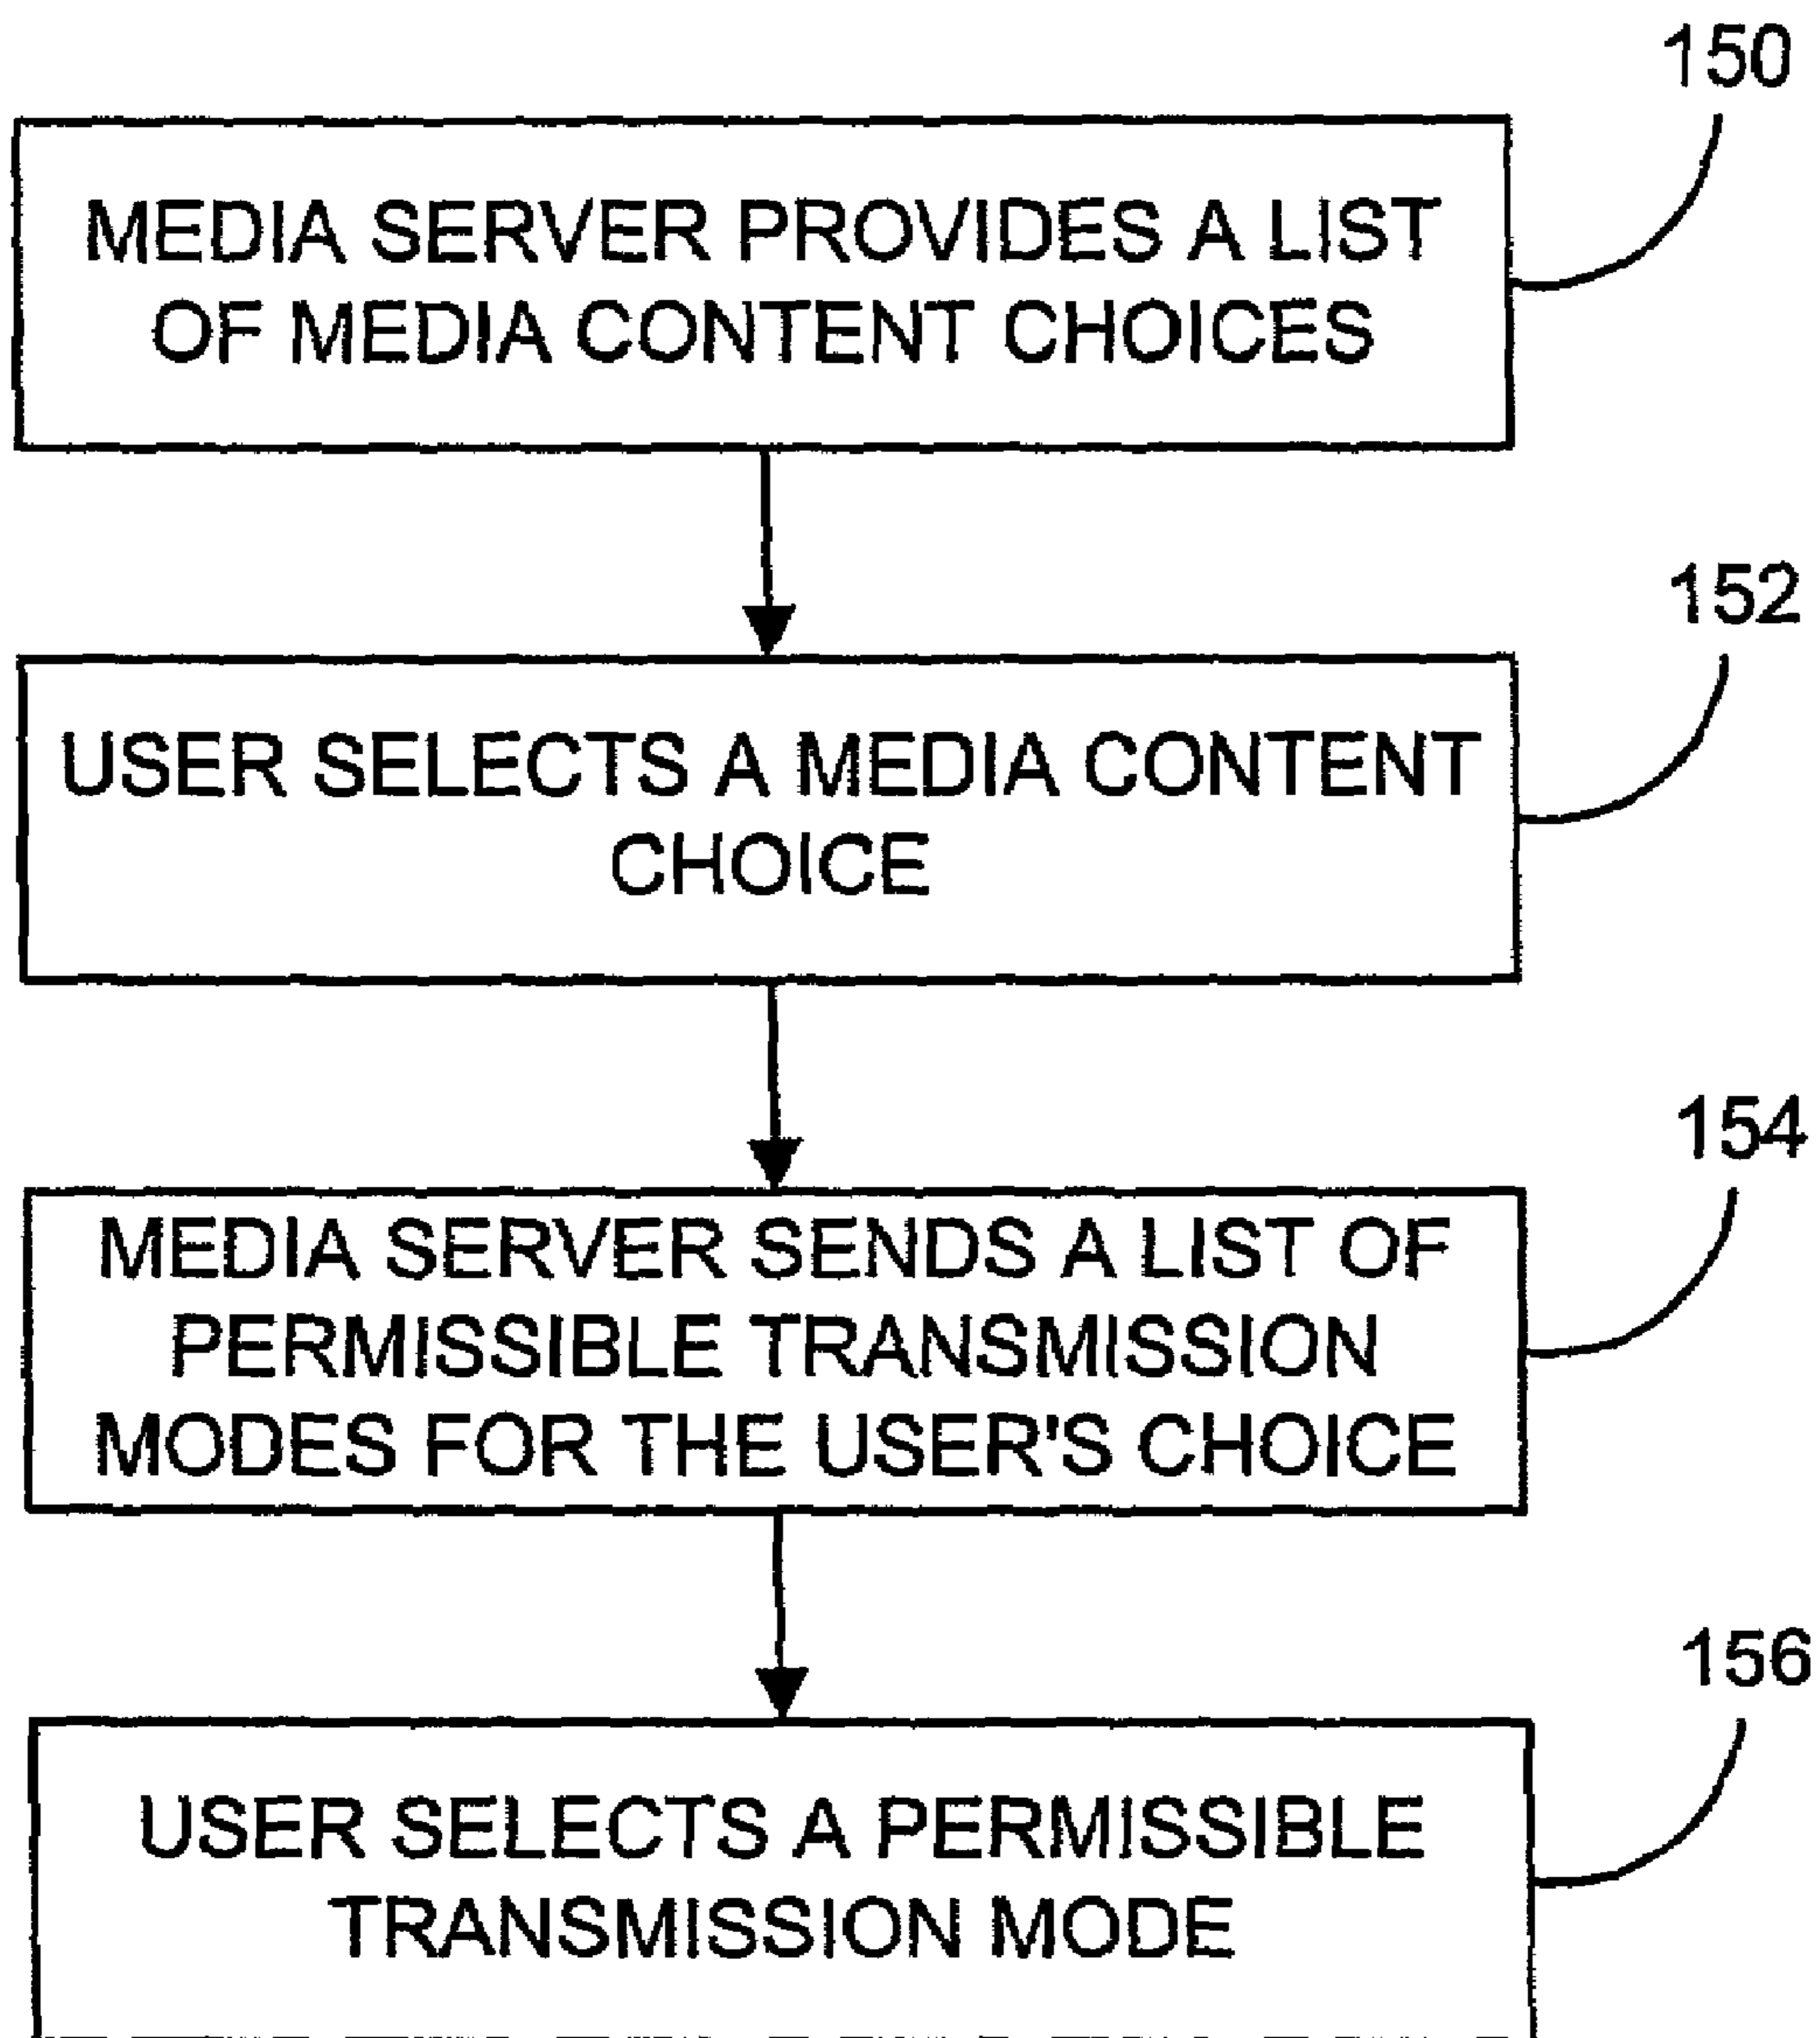 150
MEDIA SERVER PROVIDES A LIST
OF MEDIA CONTENT CHOICES
152
USER SELECTS A MEDIA CONTENT
CHOICE
154
MEDIA SERVER SENDS A LIST OF
PERMISSIBLE TRANSMISSION
MODES FOR THE USER'S CHOICE
156
USER SELECTS A PERMISSIBLE
TRANSMISSION MODE